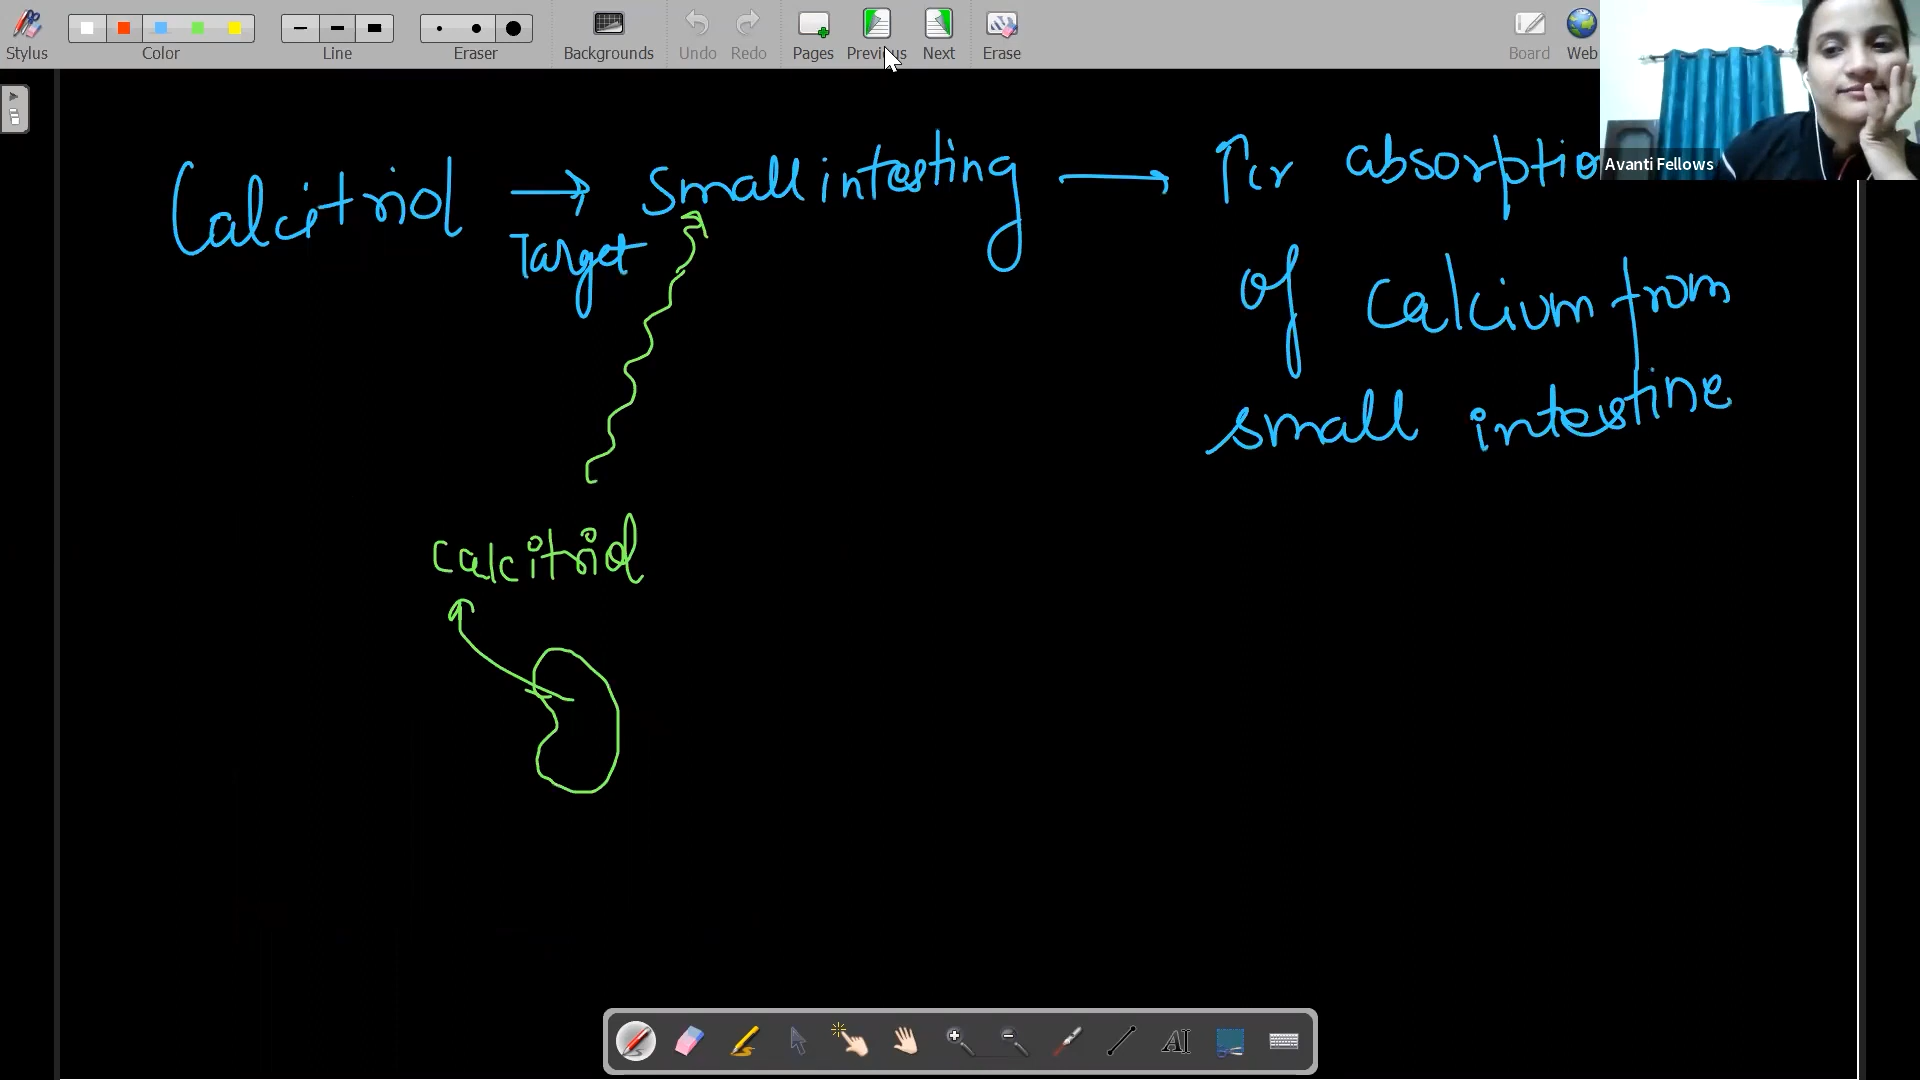 Stylus Color Line Eraser Backgrounds Undo Redo Pages Previous Next Erase Board Web
Avanti Fellows
Calcitriol → Small intesting → ↑er absorptio
Target
of Calcium from
small intestine
calcitriol